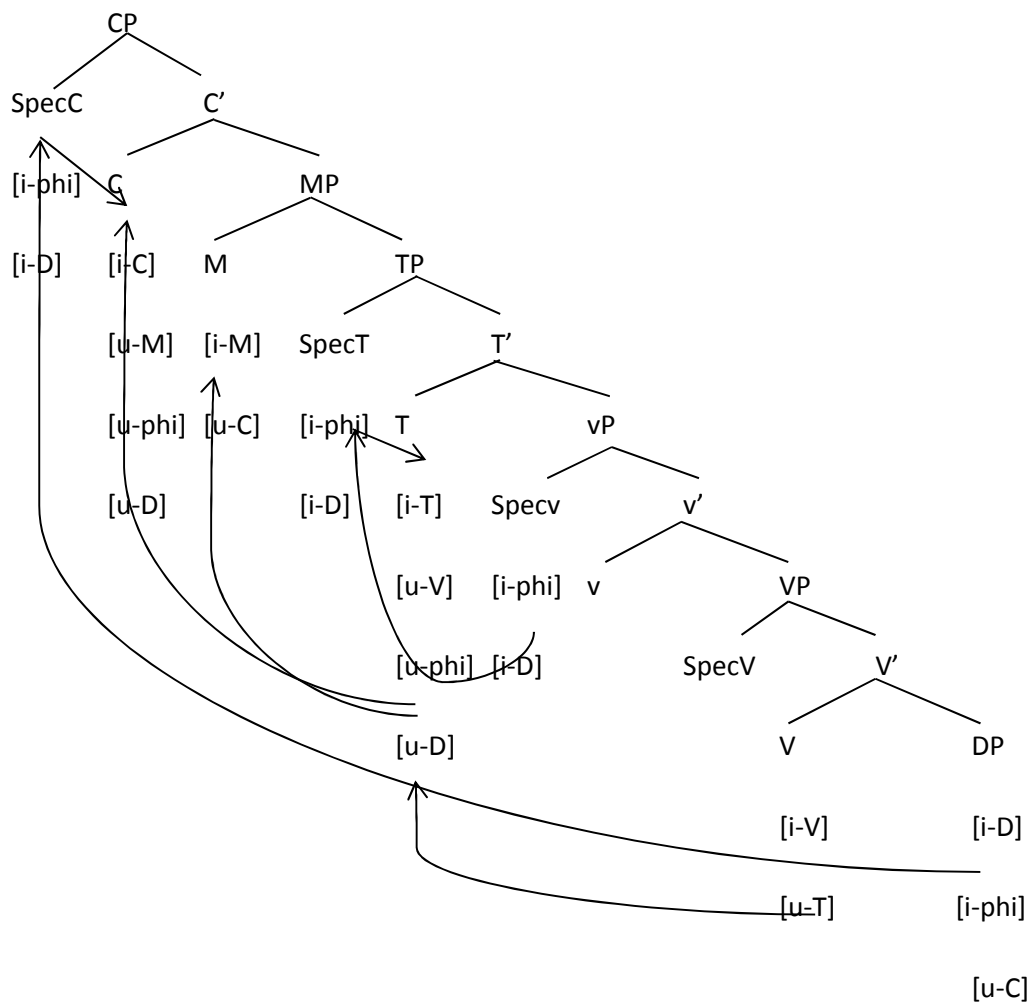 CP
SpecC C’
[i-phi] C MP
[i-D] [i-C] M TP
[u-M] [i-M] SpecT T’
[u-phi] [u-C] [i-phi] T vP
[u-D] [i-D] [i-T] Specv v’
[u-V] [i-phi] v VP
[u-phi] [i-D] SpecV V’
[u-D] V DP
[i-V] [i-D]
[u-T] [i-phi]
[u-C]